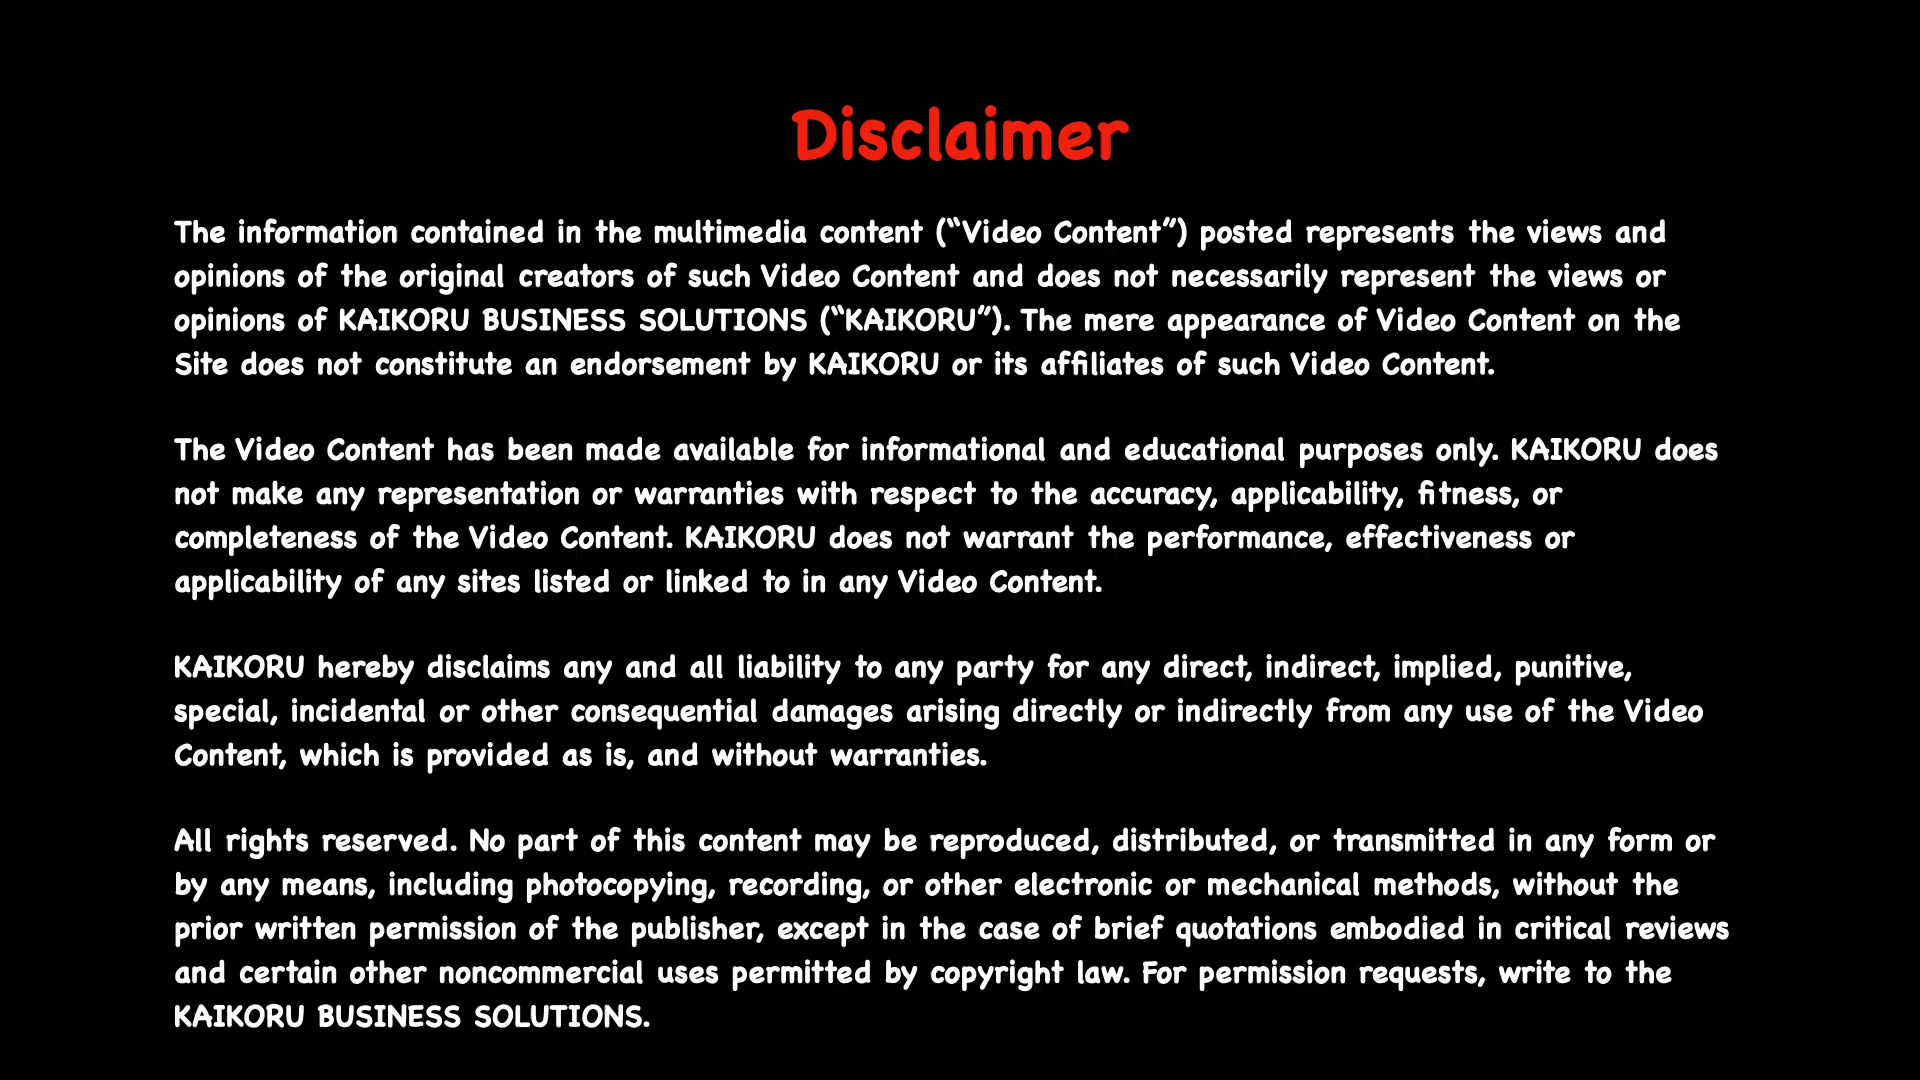 Disclaimer
The information contained in the multimedia content (“Video Content”) posted represents the views and
opinions of the original creators of such Video Content and does not necessarily represent the views or
opinions of KAIKORU BUSINESS SOLUTIONS (“KAIKORU”). The mere appearance of Video Content on the
Site does not constitute an endorsement by KAIKORU or its affiliates of such Video Content.
The Video Content has been made available for informational and educational purposes only. KAIKORU does
not make any representation or warranties with respect to the accuracy, applicability, fitness, or
completeness of the Video Content. KAIKORU does not warrant the performance, effectiveness or
applicability of any sites listed or linked to in any Video Content.
KAIKORU hereby disclaims any and all liability to any party for any direct, indirect, implied, punitive,
special, incidental or other consequential damages arising directly or indirectly from any use of the Video
Content, which is provided as is, and without warranties.
All rights reserved. No part of this content may be reproduced, distributed, or transmitted in any form or
by any means, including photocopying, recording, or other electronic or mechanical methods, without the
prior written permission of the publisher, except in the case of brief quotations embodied in critical reviews
and certain other noncommercial uses permitted by copyright law. For permission requests, write to the
KAIKORU BUSINESS SOLUTIONS.